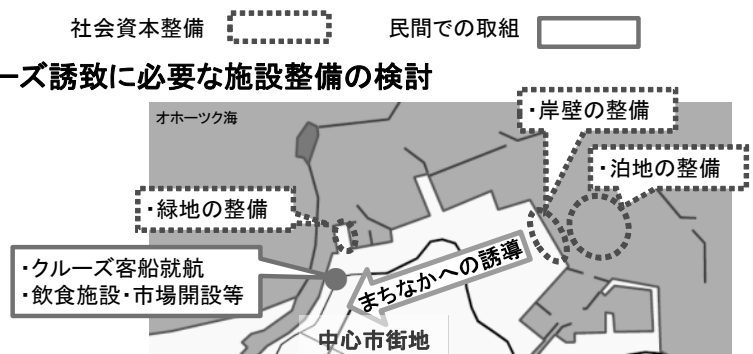 社会資本整備
民間での取組
ーズ誘致に必要な施設整備の検討
オホーツク海
・岸壁の整備
・泊地の整備
・緑地の整備
・クルーズ客船就航
・飲食施設・市場開設等
まちなかへの誘導
中心市街地